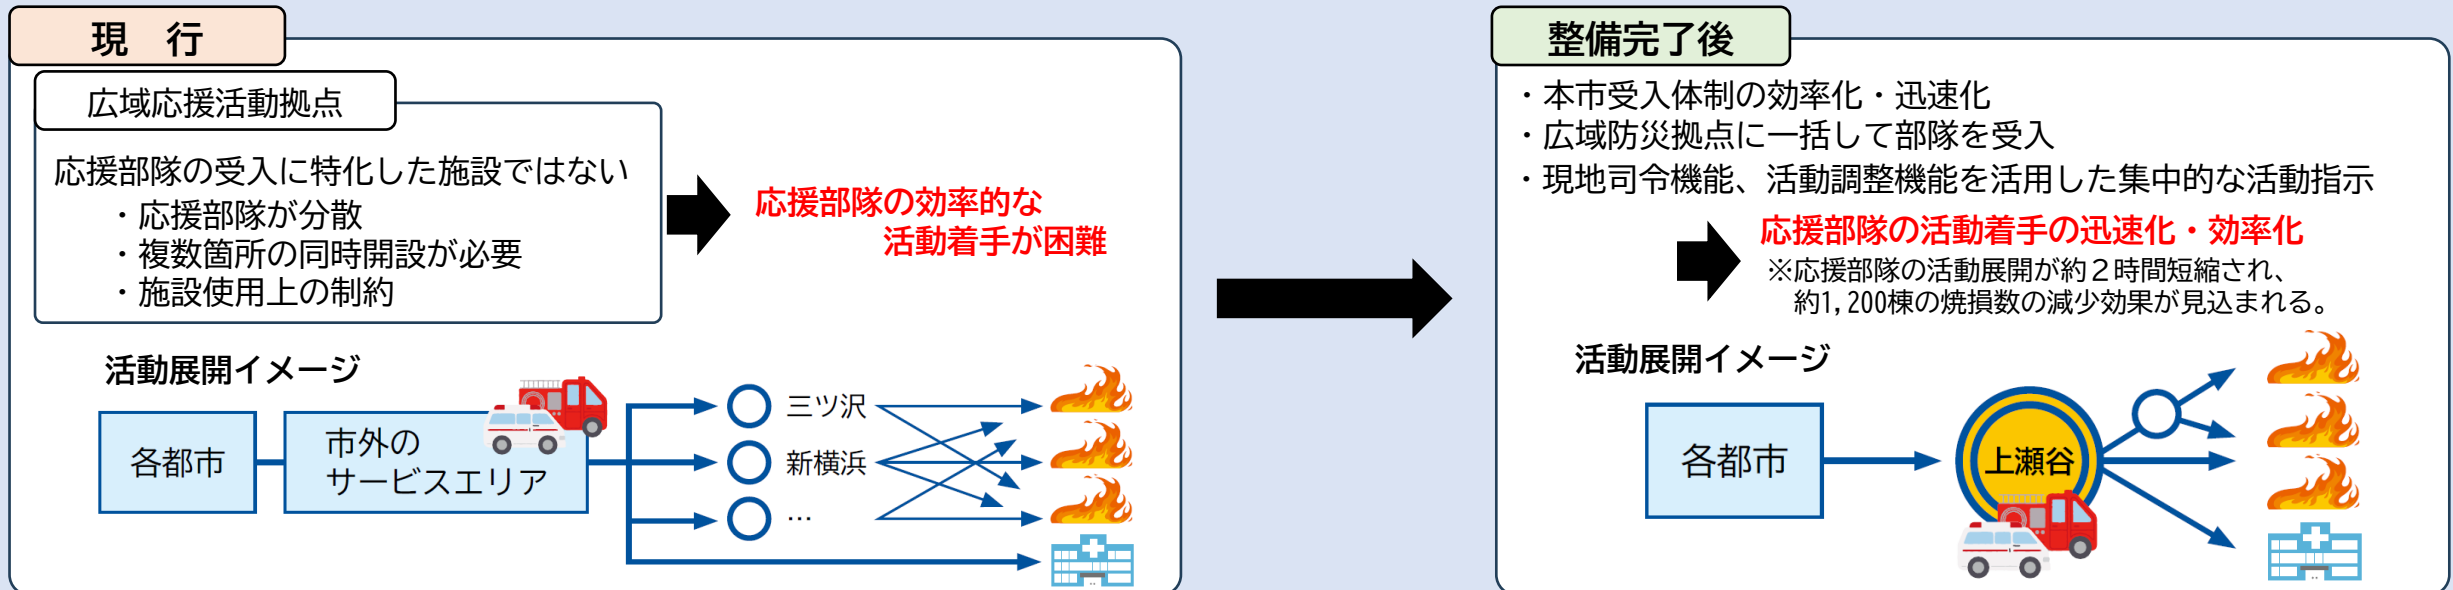 現　行
広域応援活動拠点
応援部隊の受入に特化した施設ではない
・応援部隊が分散
・複数箇所の同時開設が必要
・施設使用上の制約
応援部隊の効率的な
活動着手が困難
活動展開イメージ
各都市
市外の
サービスエリア
三ツ沢
新横浜
…
整備完了後
・本市受入体制の効率化・迅速化
・広域防災拠点に一括して部隊を受入
・現地司令機能、活動調整機能を活用した集中的な活動指示
応援部隊の活動着手の迅速化・効率化
※応援部隊の活動展開が約２時間短縮され、
約1,200棟の焼損数の減少効果が見込まれる。
活動展開イメージ
各都市
上瀬谷